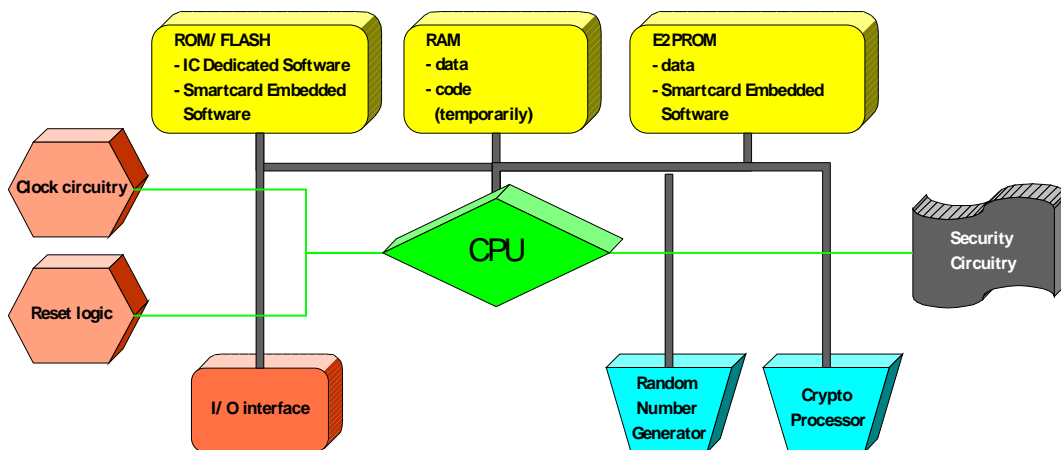 ROM/ FLASH
- IC Dedicated Software
- Smartcard Embedded
Software
RAM
- data
- code
(temporarily)
E2PROM
- data
- Smartcard Embedded
Software
Clock circuitry
CPU
Security
Circuitry
Reset logic
I/ O interface
Random
Number
Generator
Crypto
Processor